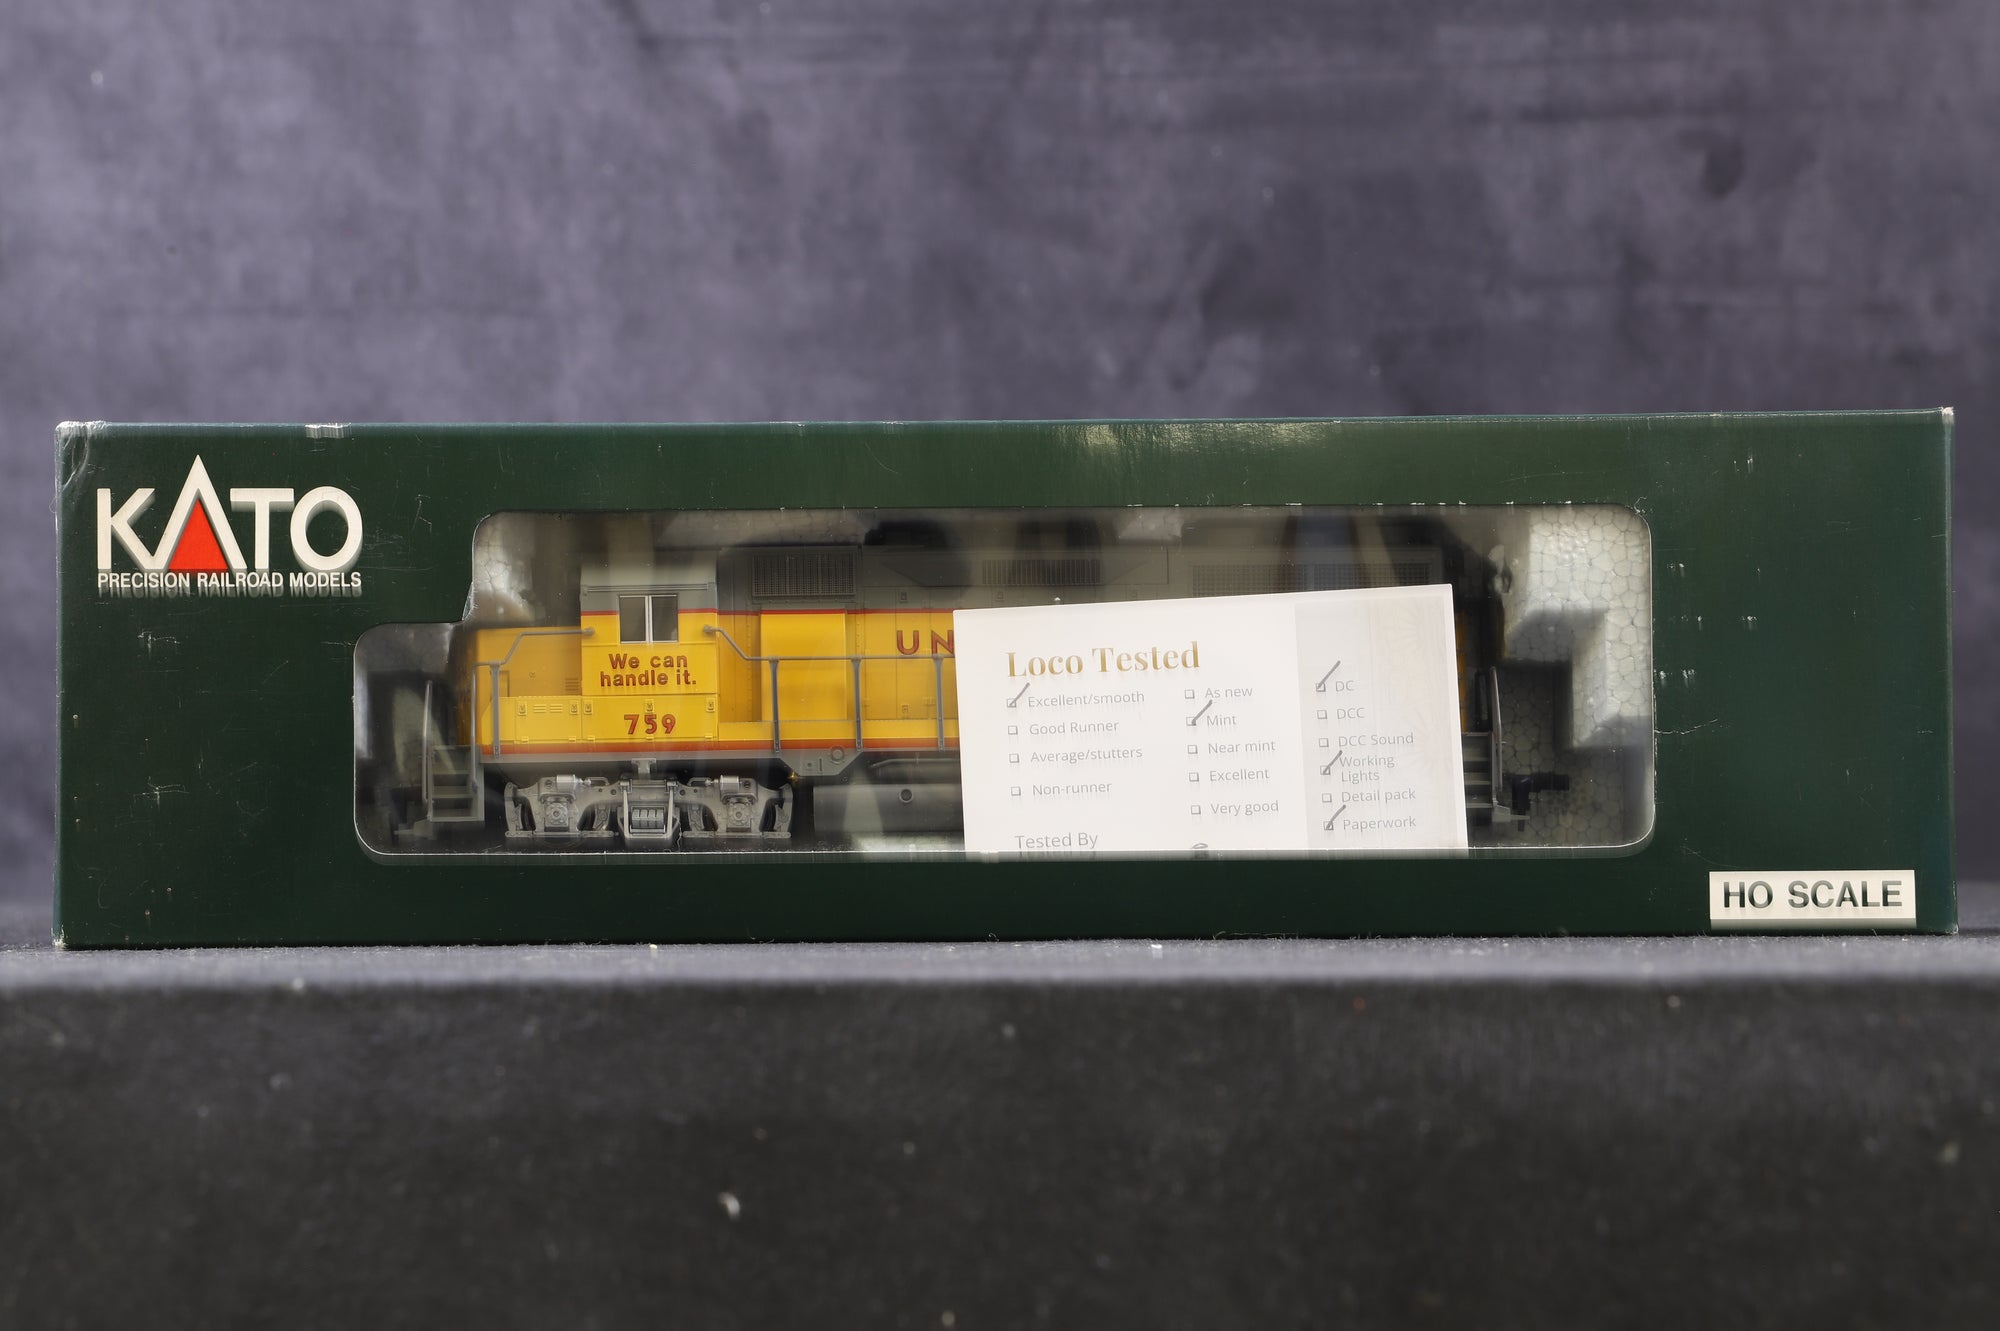 KATO
PRECISION RAILROAD MODELS
We can
handle it.
759
UN
Loco Tested
Excellent/smooth
Good Runner
Average/stutters
Non-runner
Tested By
As new
Mint
Near mint
Excellent
Very good
DC
DCC
DCC Sound
Working
Lights
Detail pack
Paperwork
HO SCALE